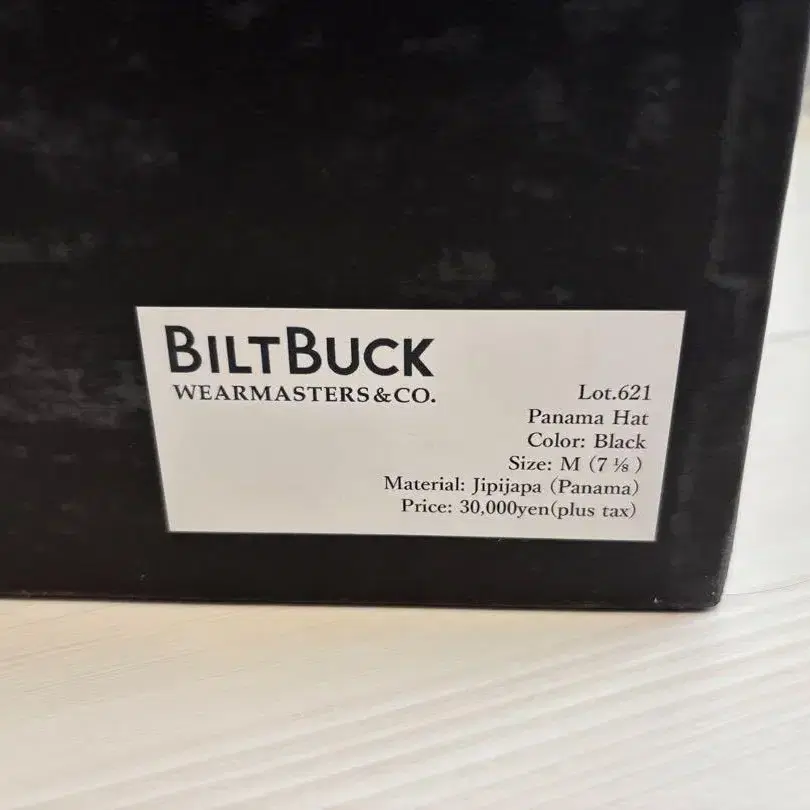 BILTBUCK
WEARMASTERS&CO.
Lot.621
Panama Hat
Color: Black
Size: M (7 ⅛ )
Material: Jipijapa (Panama)
Price: 30,000yen(plus tax)